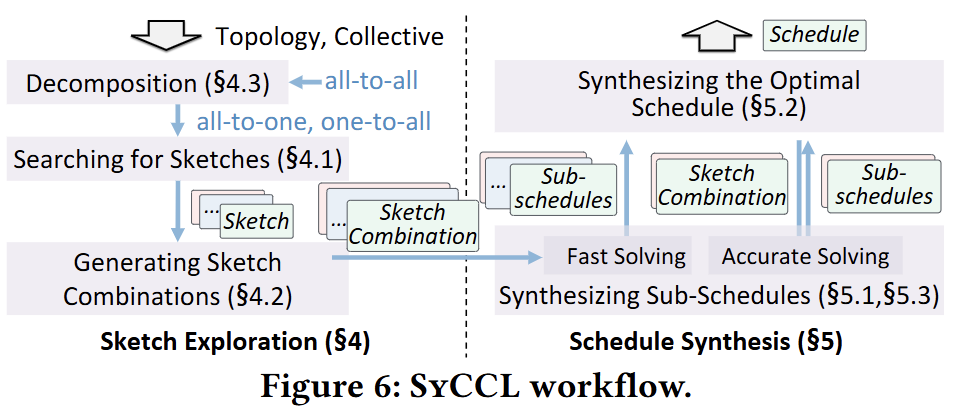 Topology, Collective
Decomposition (§4.3)
all-to-all
all-to-one, one-to-all
Searching for Sketches (§4.1)
...
Sketch
Generating Sketch
Combinations (§4.2)
...
Sketch
Combination
Sketch Exploration (§4)
Schedule
Synthesizing the Optimal
Schedule (§5.2)
...
Sub-
schedules
Sketch
Combination
Sub-
schedules
Fast Solving
Accurate Solving
Synthesizing Sub-Schedules (§5.1,§5.3)
Schedule Synthesis (§5)
Figure 6: SyCCL workflow.